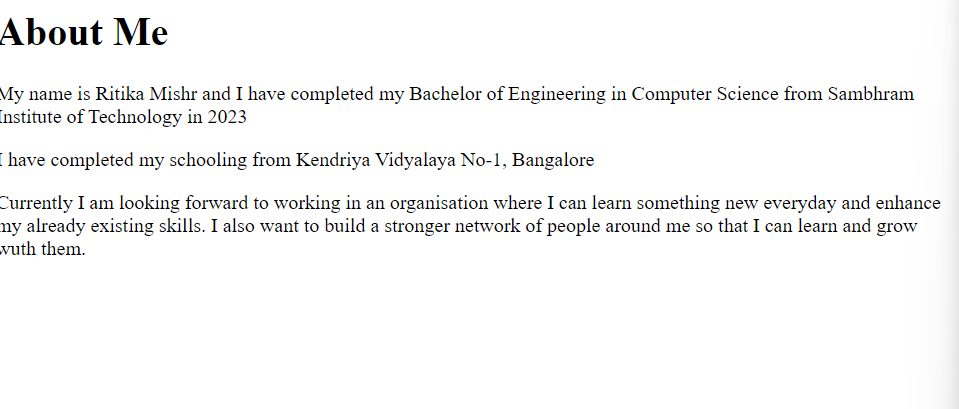 About Me
My name is Ritika Mishr and I have completed my Bachelor of Engineering in Computer Science from Sambhram
Institute of Technology in 2023
I have completed my schooling from Kendriya Vidyalaya No-1, Bangalore
Currently I am looking forward to working in an organisation where I can learn something new everyday and enhance
my already existing skills. I also want to build a stronger network of people around me so that I can learn and grow
wuth them.